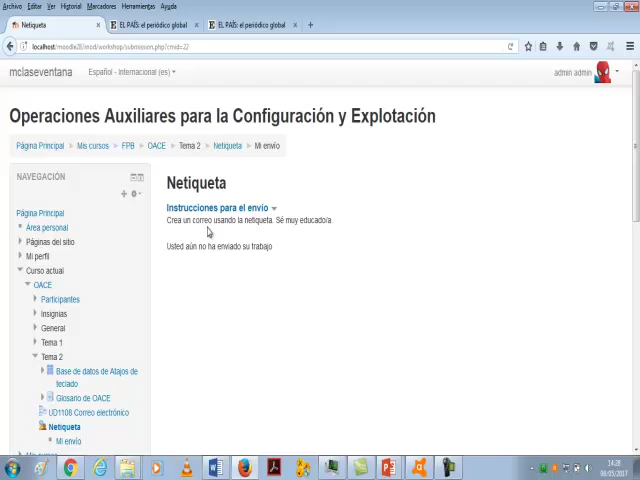 Archivo Editar Ver Historial Marcadores Herramientas Ayuda
Netiqueta
EL PAÍS: el periódico global
EL PAÍS: el periódico global
localhost/moodle28/mod/workshop/submission.php?cmid=22
mclaseventana
Español - Internacional (es)
admin admin
Operaciones Auxiliares para la Configuración y Explotación
Página Principal
Mis cursos
FPB
OACE
Tema 2
Netiqueta
Mi envío
NAVEGACIÓN
Página Principal
Área personal
Páginas del sitio
Mi perfil
Curso actual
OACE
Participantes
Insignias
General
Tema 1
Tema 2
Base de datos de Atajos de
teclado
Glosario de OACE
UD1108 Correo electrónico
Netiqueta
Mi envío
Netiqueta
Instrucciones para el envío
Crea un correo usando la netiqueta. Sé muy educado/a.
Usted aún no ha enviado su trabajo
14:28
08/05/2017